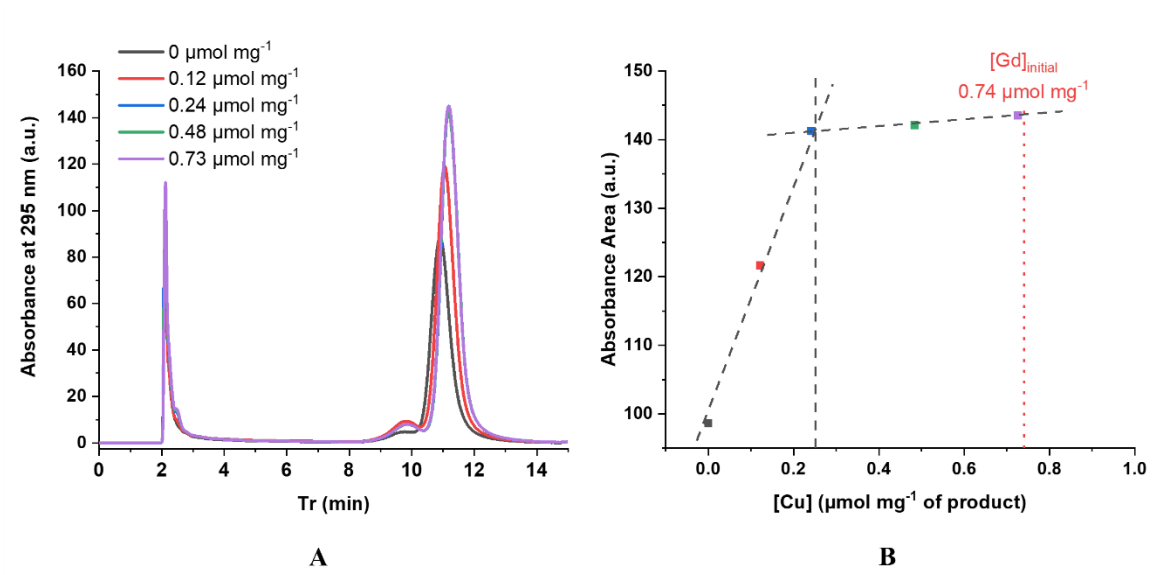 0 µmol mg⁻¹
0.12 µmol mg⁻¹
0.24 µmol mg⁻¹
0.48 µmol mg⁻¹
0.73 µmol mg⁻¹
160
140
120
100
80
60
40
20
0
Absorbance at 295 nm (a.u.)
0 2 4 6 8 10 12 14
Tr (min)
A
[Gd]initial
0.74 µmol mg⁻¹
150
140
130
120
110
100
Absorbance Area (a.u.)
0.0 0.2 0.4 0.6 0.8 1.0
[Cu] (µmol mg⁻¹ of product)
B